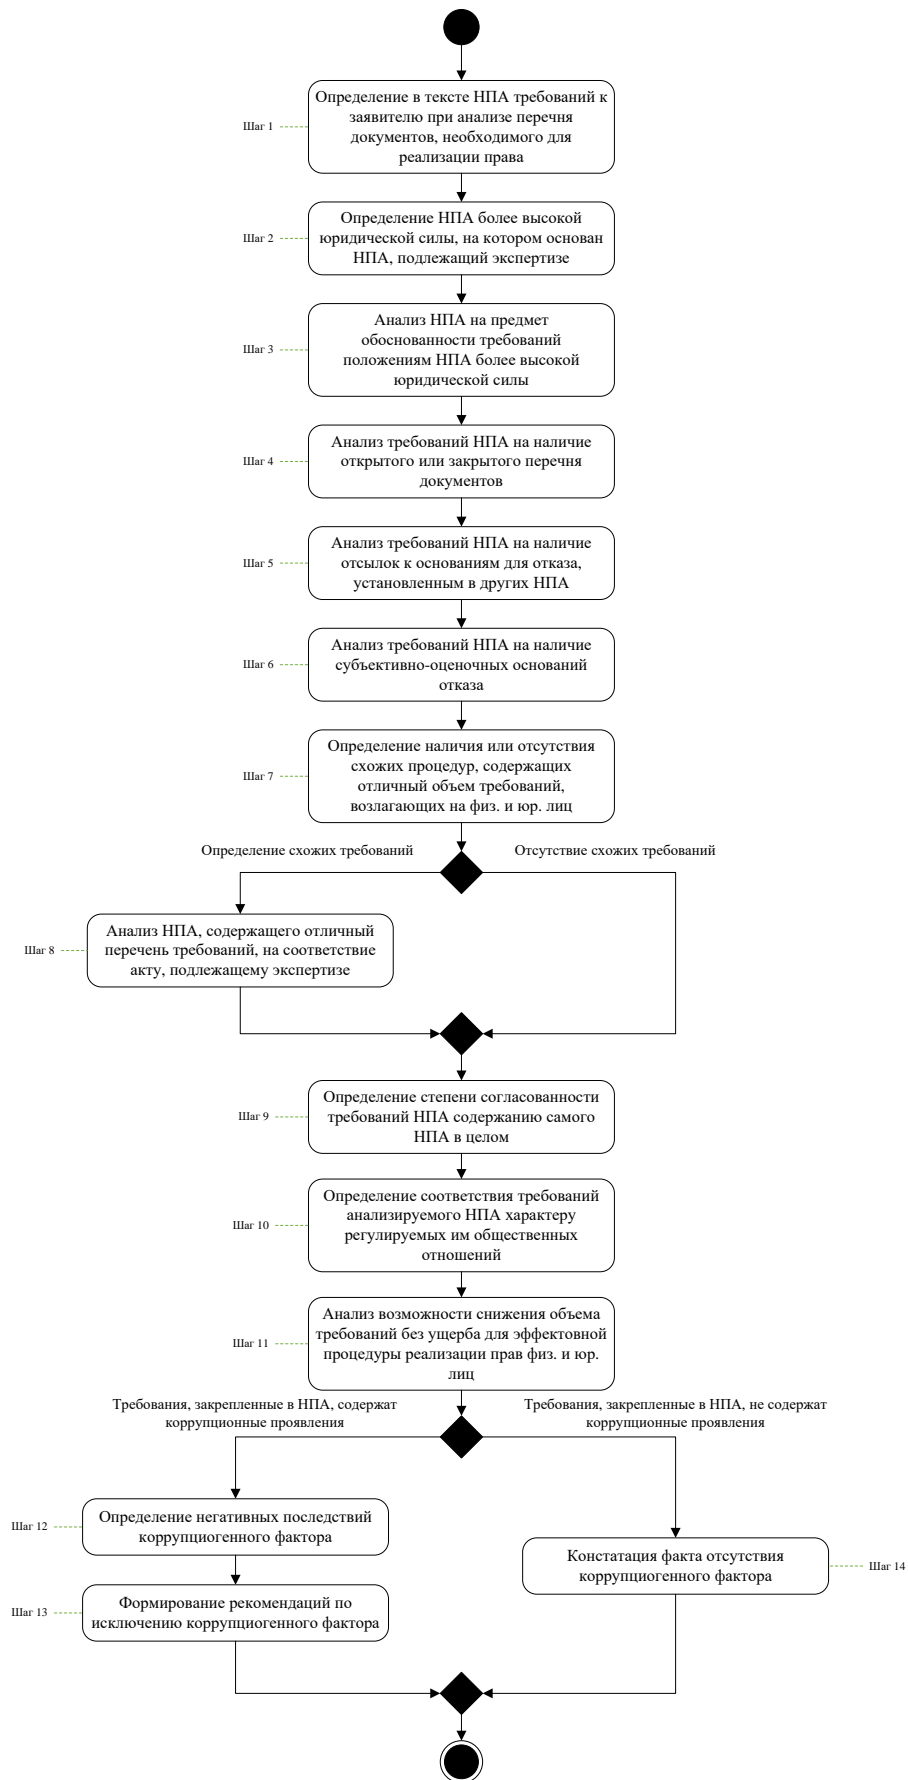 Определение в тексте НПА требований к
заявителю при анализе перечня
документов, необходимого для
реализации права
Шаг 1
Определение НПА более высокой
юридической силы, на котором основан
НПА, подлежащий экспертизе
Шаг 2
Анализ НПА на предмет
обоснованности требований
положениям НПА более высокой
юридической силы
Шаг 3
Анализ требований НПА на наличие
открытого или закрытого перечня
документов
Шаг 4
Анализ требований НПА на наличие
отсылок к основаниям для отказа,
установленным в других НПА
Шаг 5
Анализ требований НПА на наличие
субъективно-оценочных оснований
отказа
Шаг 6
Определение наличия или отсутствия
схожих процедур, содержащих
отличный объем требований,
возлагающих на физ. и юр. лиц
Шаг 7
Определение схожих требований
Отсутствие схожих требований
Анализ НПА, содержащего отличный
перечень требований, на соответствие
акту, подлежащему экспертизе
Шаг 8
Определение степени согласованности
требований НПА содержанию самого
НПА в целом
Шаг 9
Определение соответствия требований
анализируемого НПА характеру
регулируемых им общественных
отношений
Шаг 10
Анализ возможности снижения объема
требований без ущерба для эффектовной
процедуры реализации прав физ. и юр.
лиц
Шаг 11
Требования, закрепленные в НПА, содержат
коррупционные проявления
Требования, закрепленные в НПА, не содержат
коррупционные проявления
Определение негативных последствий
коррупциогенного фактора
Шаг 12
Констатация факта отсутствия
коррупциогенного фактора
Шаг 14
Формирование рекомендаций по
исключению коррупциогенного фактора
Шаг 13